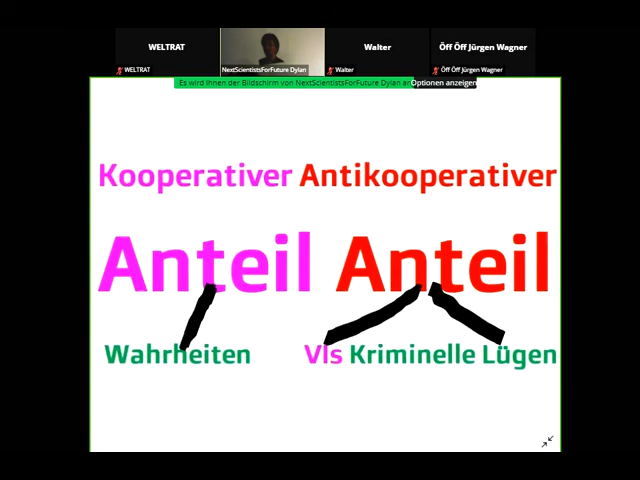 WELTRAT
Walter
Öff Öff Jürgen Wagner
WELTRAT
NextScientistsForFuture Dylan
Walter
Öff Öff Jürgen Wagner
Es wird Ihnen der Bildschirm von NextScientistsForFuture Dylan an
Optionen anzeigen
Kooperativer Antikooperativer
Anteil Anteil
Wahrheiten
VIs Kriminelle Lügen